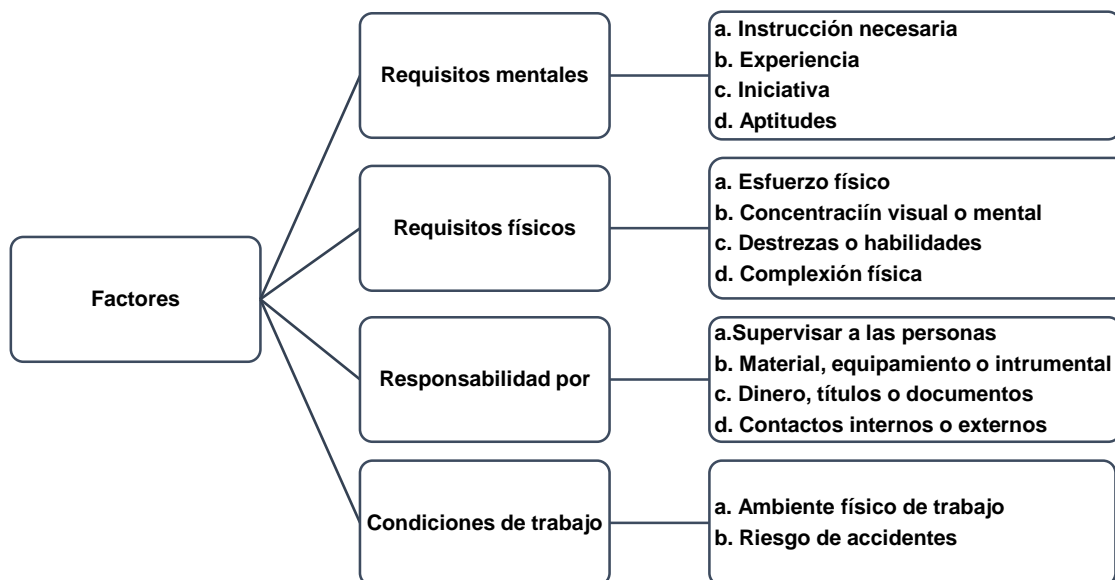 Factores
Requisitos mentales
a. Instrucción necesaria
b. Experiencia
c. Iniciativa
d. Aptitudes
Requisitos físicos
a. Esfuerzo físico
b. Concentraciín visual o mental
c. Destrezas o habilidades
d. Complexión física
Responsabilidad por
a.Supervisar a las personas
b. Material, equipamiento o intrumental
c. Dinero, títulos o documentos
d. Contactos internos o externos
Condiciones de trabajo
a. Ambiente físico de trabajo
b. Riesgo de accidentes